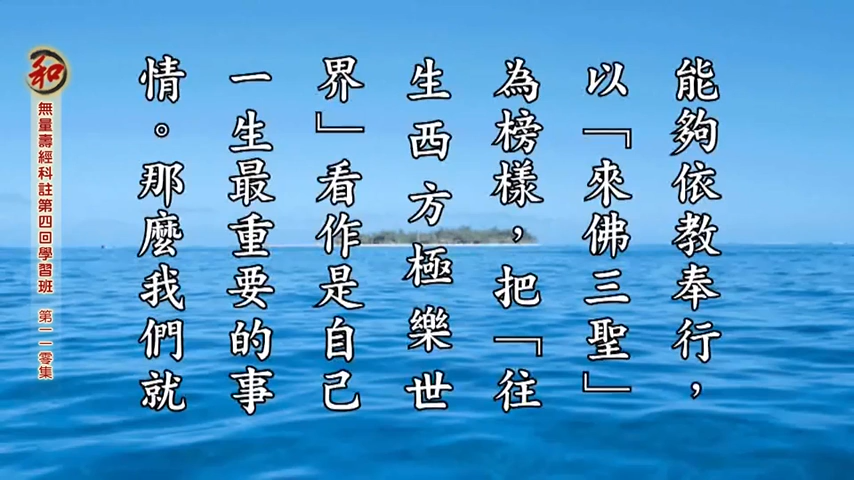 能夠依教奉行，
以「來佛三聖」
為榜樣，把「往
生西方極樂世
界」看作是自己
一生最重要的事
情。那麼我們就
和
無量壽經科註第四回學習班 第一一零集